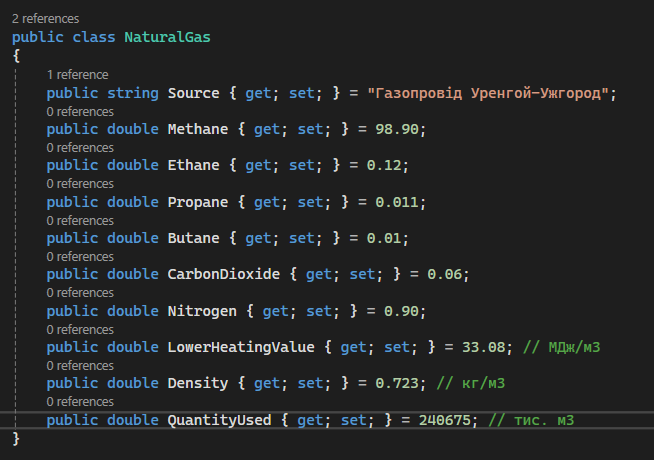 2 references
public class NaturalGas
{
1 reference
public string Source { get; set; } = "Газопровід Уренгой-Ужгород";
0 references
public double Methane { get; set; } = 98.90;
0 references
public double Ethane { get; set; } = 0.12;
0 references
public double Propane { get; set; } = 0.011;
0 references
public double Butane { get; set; } = 0.01;
0 references
public double CarbonDioxide { get; set; } = 0.06;
0 references
public double Nitrogen { get; set; } = 0.90;
0 references
public double LowerHeatingValue { get; set; } = 33.08; // МДж/м3
0 references
public double Density { get; set; } = 0.723; // кг/м3
0 references
public double QuantityUsed { get; set; } = 240675; // тис. м3
}